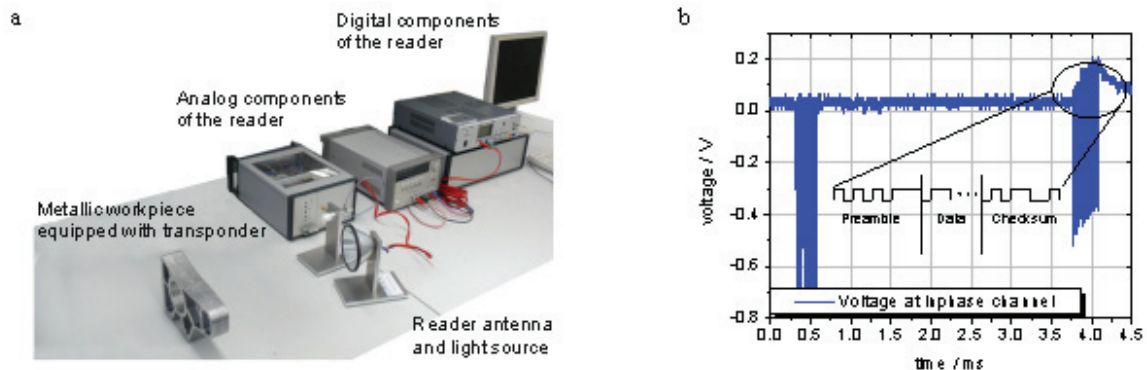 a
Digital components
of the reader
Analog components
of the reader
Metallic workpiece
equipped with transponder
Reader antenna
and light source
b
0.2
0.0
-0.2
-0.4
-0.6
-0.8
voltage / V
Preamble
Data
Checksum
Voltage at Inphase channel
0.0 0.5 1.0 1.5 2.0 2.5 3.0 3.5 4.0 4.5
time / ms